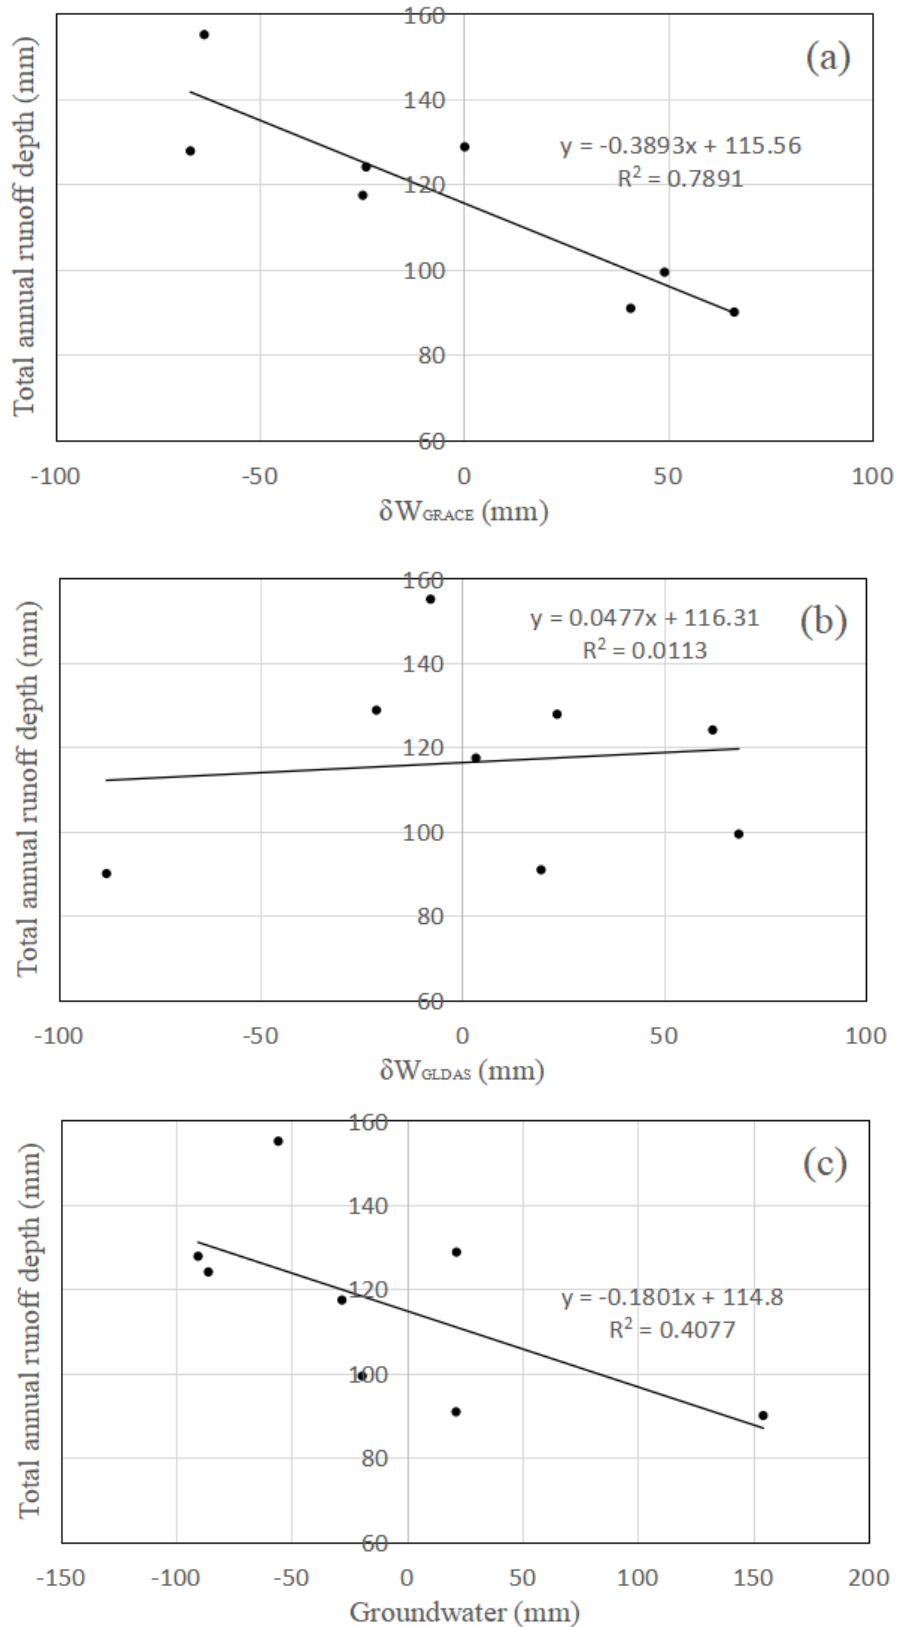 160
(a)
140
y = -0.3893x + 115.56
R² = 0.7891
120
100
80
60
Total annual runoff depth (mm)
-100 -50 0 50 100
δWGRACE (mm)
160
(b)
y = 0.0477x + 116.31
R² = 0.0113
140
120
100
80
60
Total annual runoff depth (mm)
-100 -50 0 50 100
δWGLDAS (mm)
160
(c)
140
120
y = -0.1801x + 114.8
R² = 0.4077
100
80
60
Total annual runoff depth (mm)
-150 -100 -50 0 50 100 150 200
Groundwater (mm)